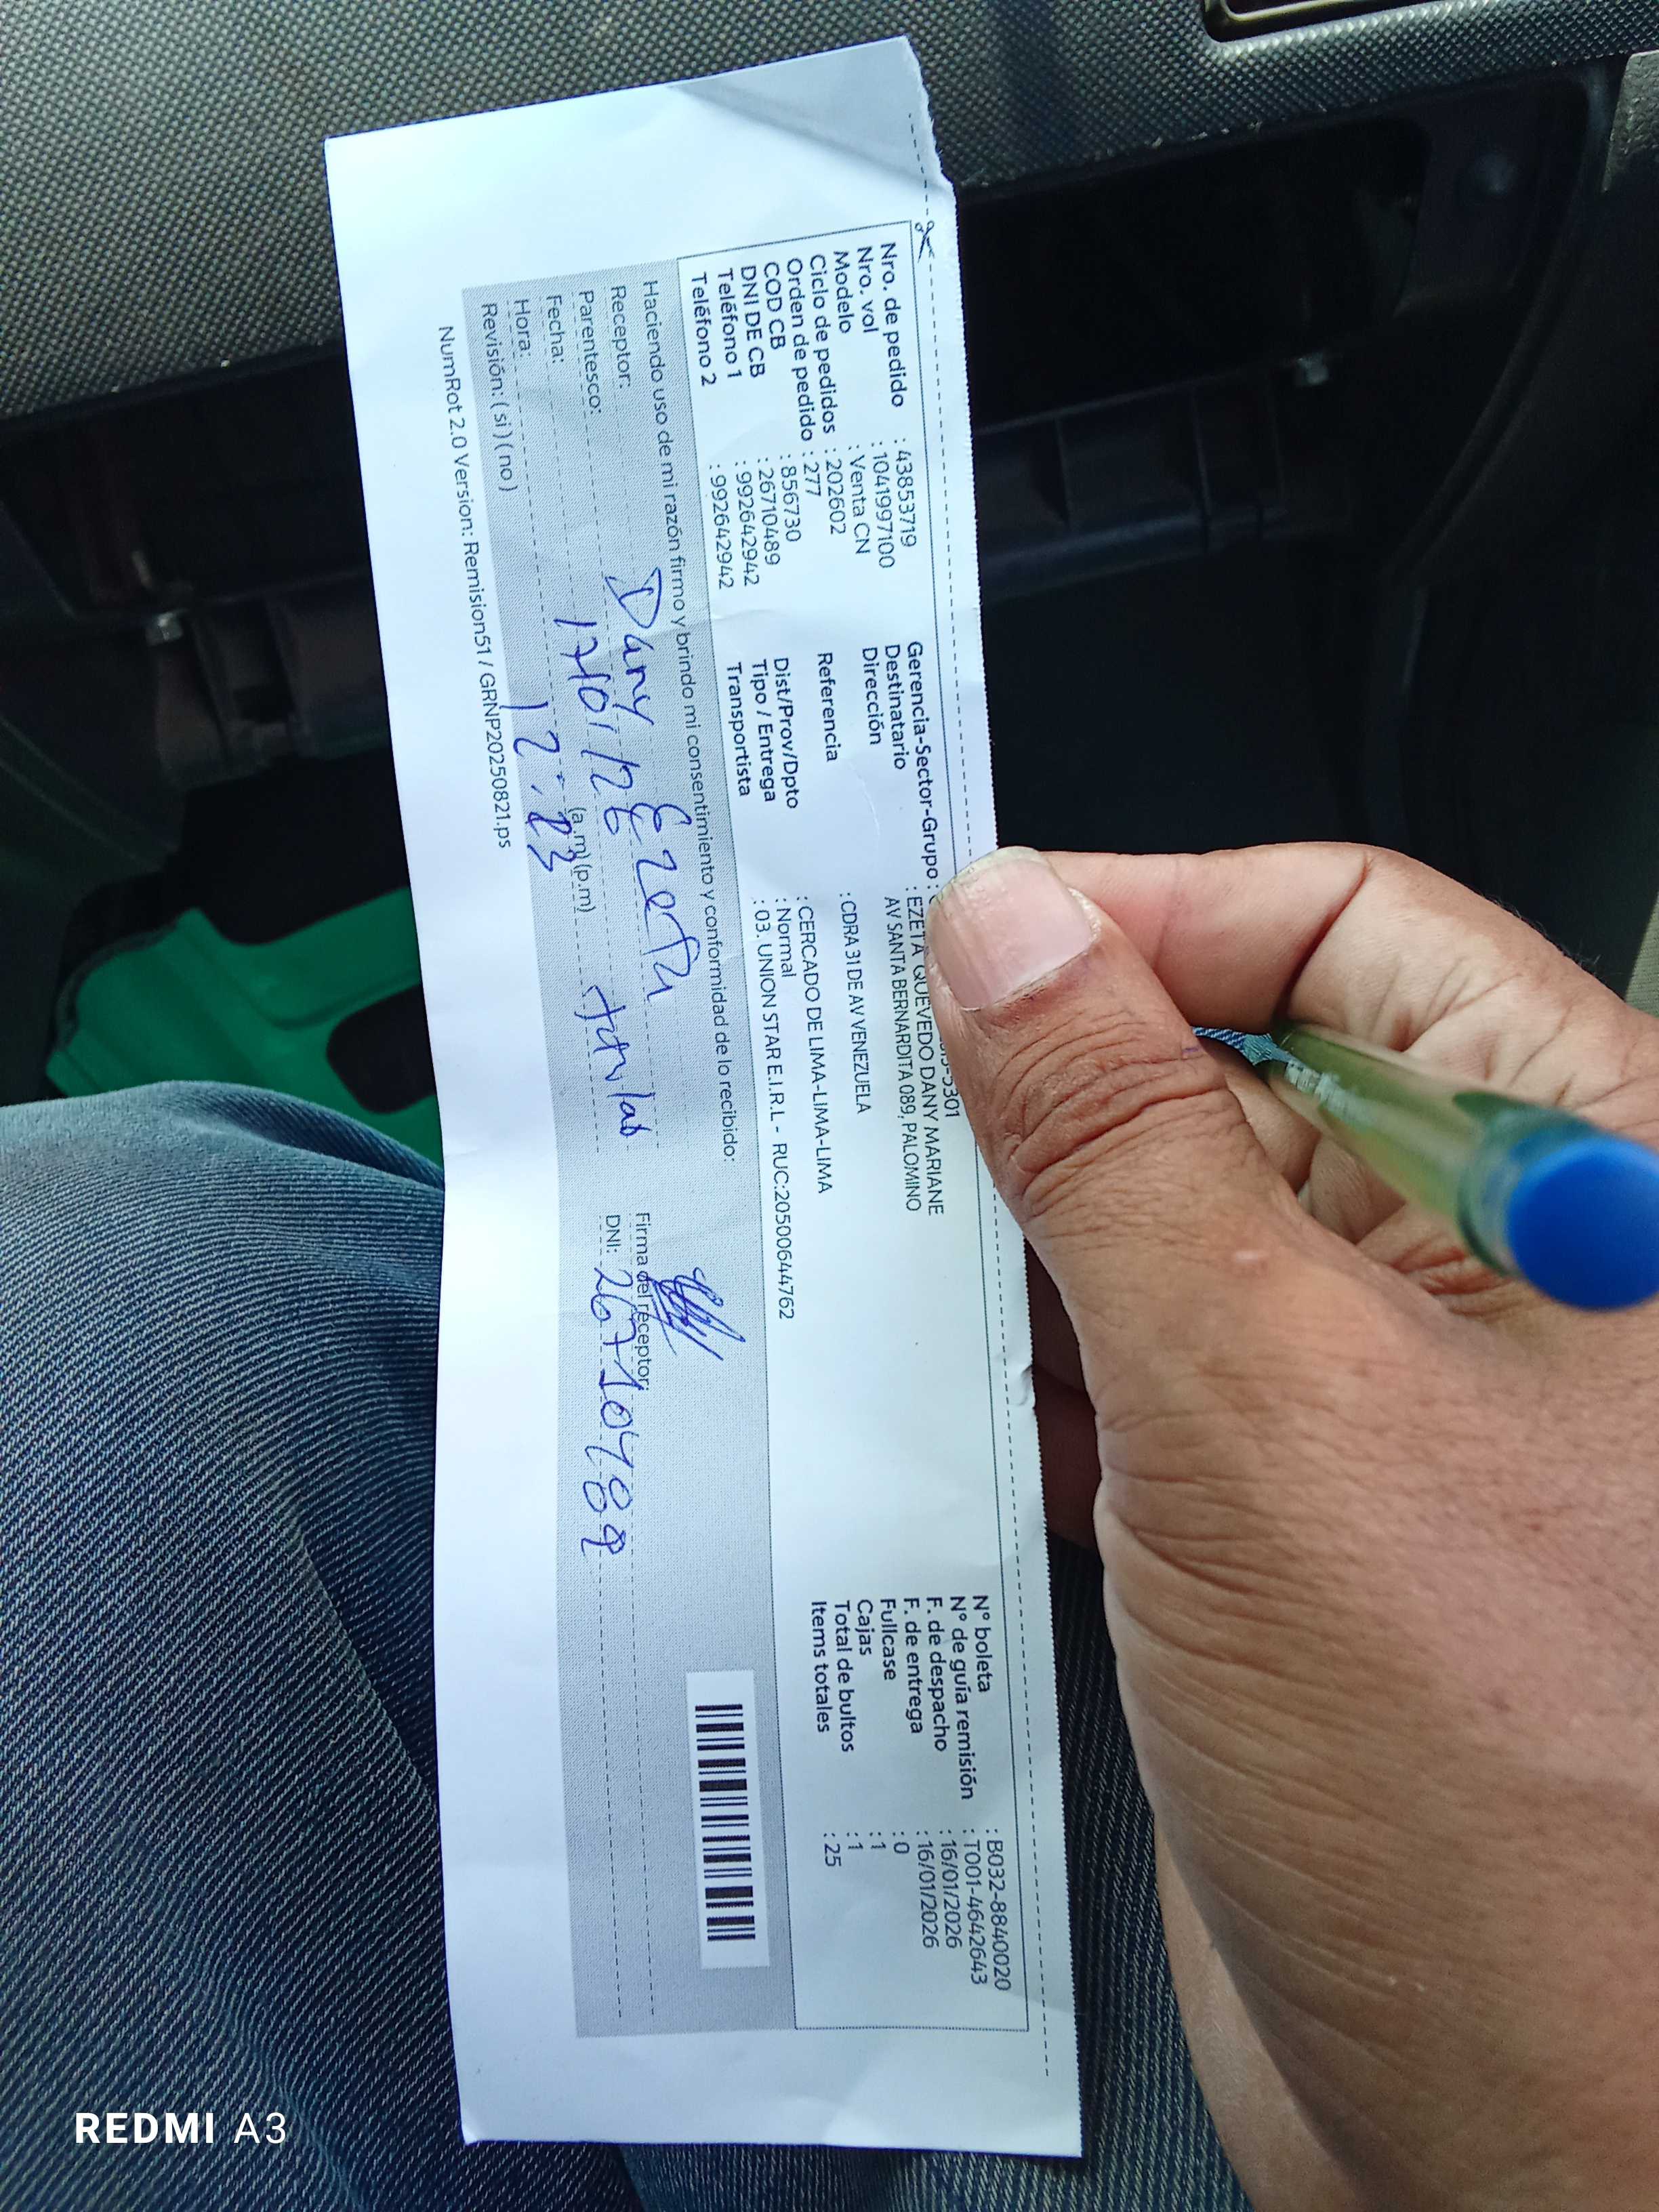 Nro. de pedido : 43853719
Nro. vol : 1041997100
Modelo : Venta CN
Ciclo de pedidos : 202602
Orden de pedido : 277
COD CB : 856730
DNI DE CB : 26710489
Teléfono 1 : 992642942
Teléfono 2 : 992642942
Gerencia-Sector-Grupo : 5301
Destinatario : EZETA QUEVEDO DANY MARIANE
Dirección AV SANTA BERNARDITA 089, PALOMINO
Referencia : CDRA 31 DE AV VENEZUELA
Dist/Prov/Dpto : CERCADO DE LIMA-LIMA-LIMA
Tipo / Entrega : Normal
Transportista : 03. UNION STAR E.I.R.L - RUC:20500644762
N° boleta : B032-8840020
N° de guía remisión : T001-4642643
F. de despacho : 16/01/2026
F. de entrega : 16/01/2026
Fullcase : 0
Cajas : 1
Total de bultos : 1
Items totales : 25
Haciendo uso de mi razón firmo y brindo mi consentimiento y conformidad de lo recibido:
Receptor: Dany Ezeta
Firma del receptor:
Parentesco: titular
DNI: 26710489
Fecha: 17/01/26
Hora: 12:23 (a.m)(p.m)
Revisión: ( si ) ( no )
NumRot 2.0 Version: Remision51 / GRNP20250821.ps
REDMI A3